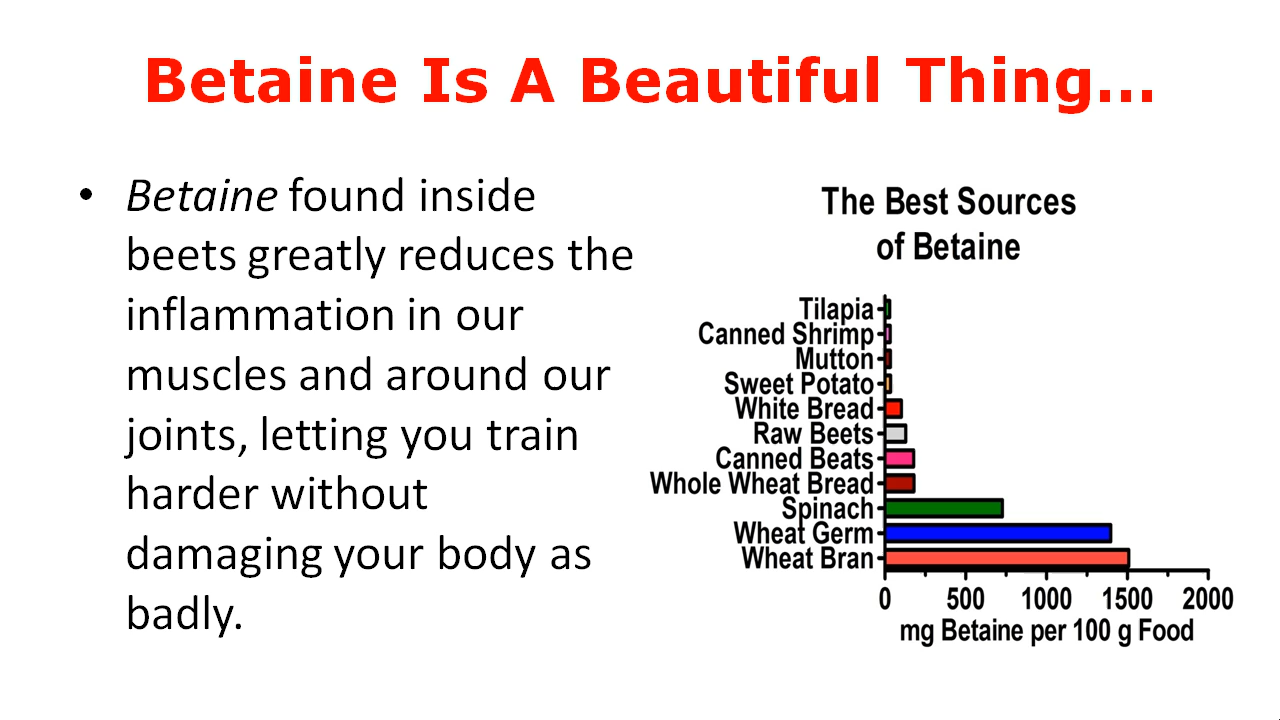 Betaine Is A Beautiful Thing...
• Betaine found inside
beets greatly reduces the
inflammation in our
muscles and around our
joints, letting you train
harder without
damaging your body as
badly.
The Best Sources
of Betaine
Tilapia
Canned Shrimp
Mutton
Sweet Potato
White Bread
Raw Beets
Canned Beats
Whole Wheat Bread
Spinach
Wheat Germ
Wheat Bran
0 500 1000 1500 2000
mg Betaine per 100 g Food